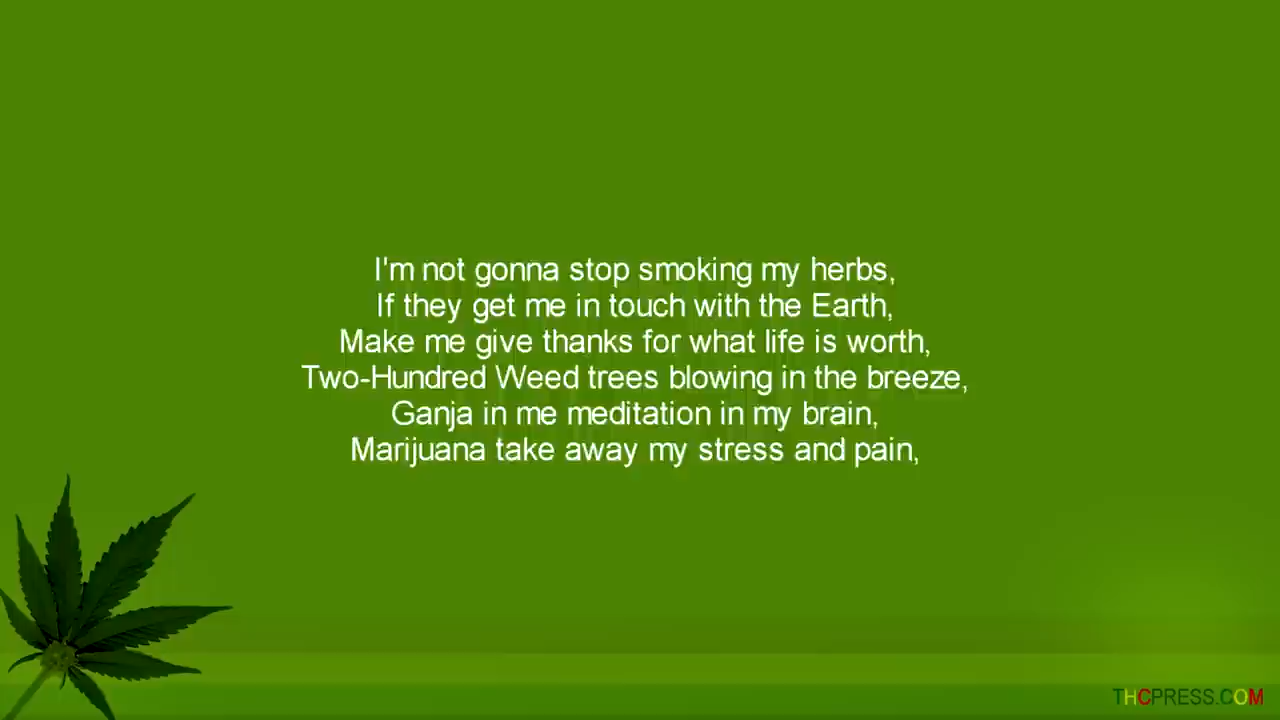 I'm not gonna stop smoking my herbs,
If they get me in touch with the Earth,
Make me give thanks for what life is worth,
Two-Hundred Weed trees blowing in the breeze,
Ganja in me meditation in my brain,
Marijuana take away my stress and pain,
THCPRESS.COM